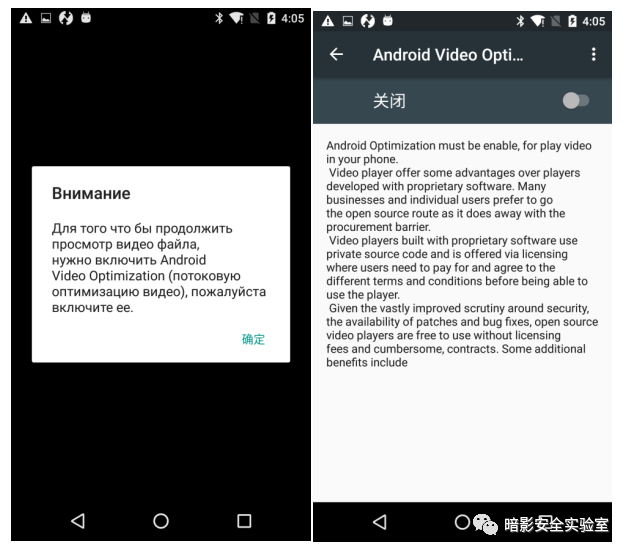 4:05
Внимание
Для того что бы продолжить
просмотр видео файла,
нужно включить Android
Video Optimization (потоковую
оптимизацию видео), пожалуйста
включите ее.
确定
4:05
Android Video Opti...
关闭
Android Optimization must be enable, for play video
in your phone.
Video player offer some advantages over players
developed with proprietary software. Many
businesses and individual users prefer to go
the open source route as it does away with the
procurement barrier.
Video players built with proprietary software use
private source code and is offered via licensing
where users need to pay for and agree to the
different terms and conditions before being able to
use the player.
Given the vastly improved scrutiny around security,
the availability of patches and bug fixes, open source
video players are free to use without licensing
fees and cumbersome, contracts. Some additional
benefits include
暗影安全实验室